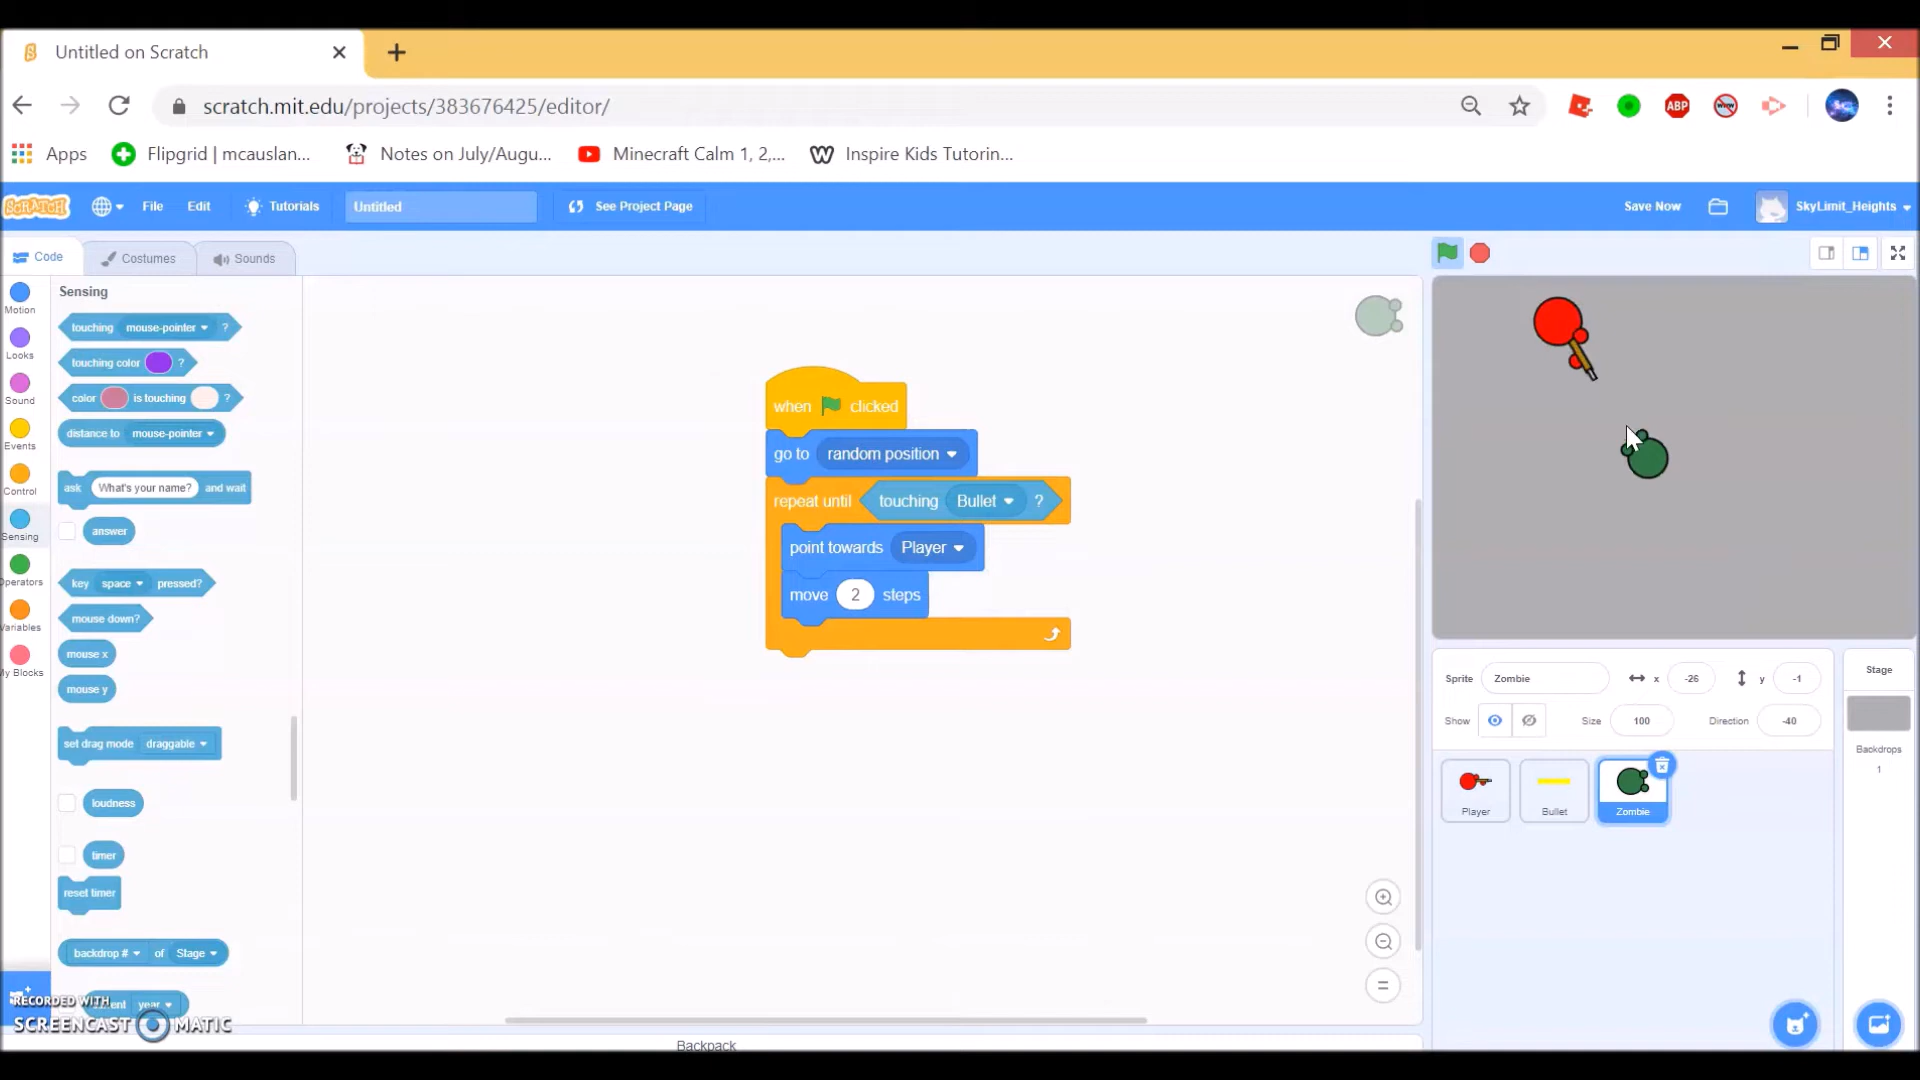 Untitled on Scratch
scratch.mit.edu/projects/383676425/editor/
ABP
Apps
Flipgrid | mcauslan...
Notes on July/Augu...
Minecraft Calm 1, 2,...
Inspire Kids Tutorin...
SCRATCH
File
Edit
Tutorials
Untitled
See Project Page
Save Now
SkyLimit_Heights
Code
Costumes
Sounds
Motion
Looks
Sound
Events
Control
Sensing
Operators
Variables
My Blocks
Sensing
touching mouse-pointer ?
touching color ?
color is touching ?
distance to mouse-pointer
ask What's your name? and wait
answer
key space pressed?
mouse down?
mouse x
mouse y
set drag mode draggable
loudness
timer
reset timer
backdrop # of Stage
year
when clicked
go to random position
repeat until touching Bullet ?
point towards Player
move 2 steps
Sprite Zombie x -26 y -1
Show Size 100 Direction -40
Player
Bullet
Zombie
Stage
Backdrops
1
Backpack
RECORDED WITH
SCREENCAST MATIC